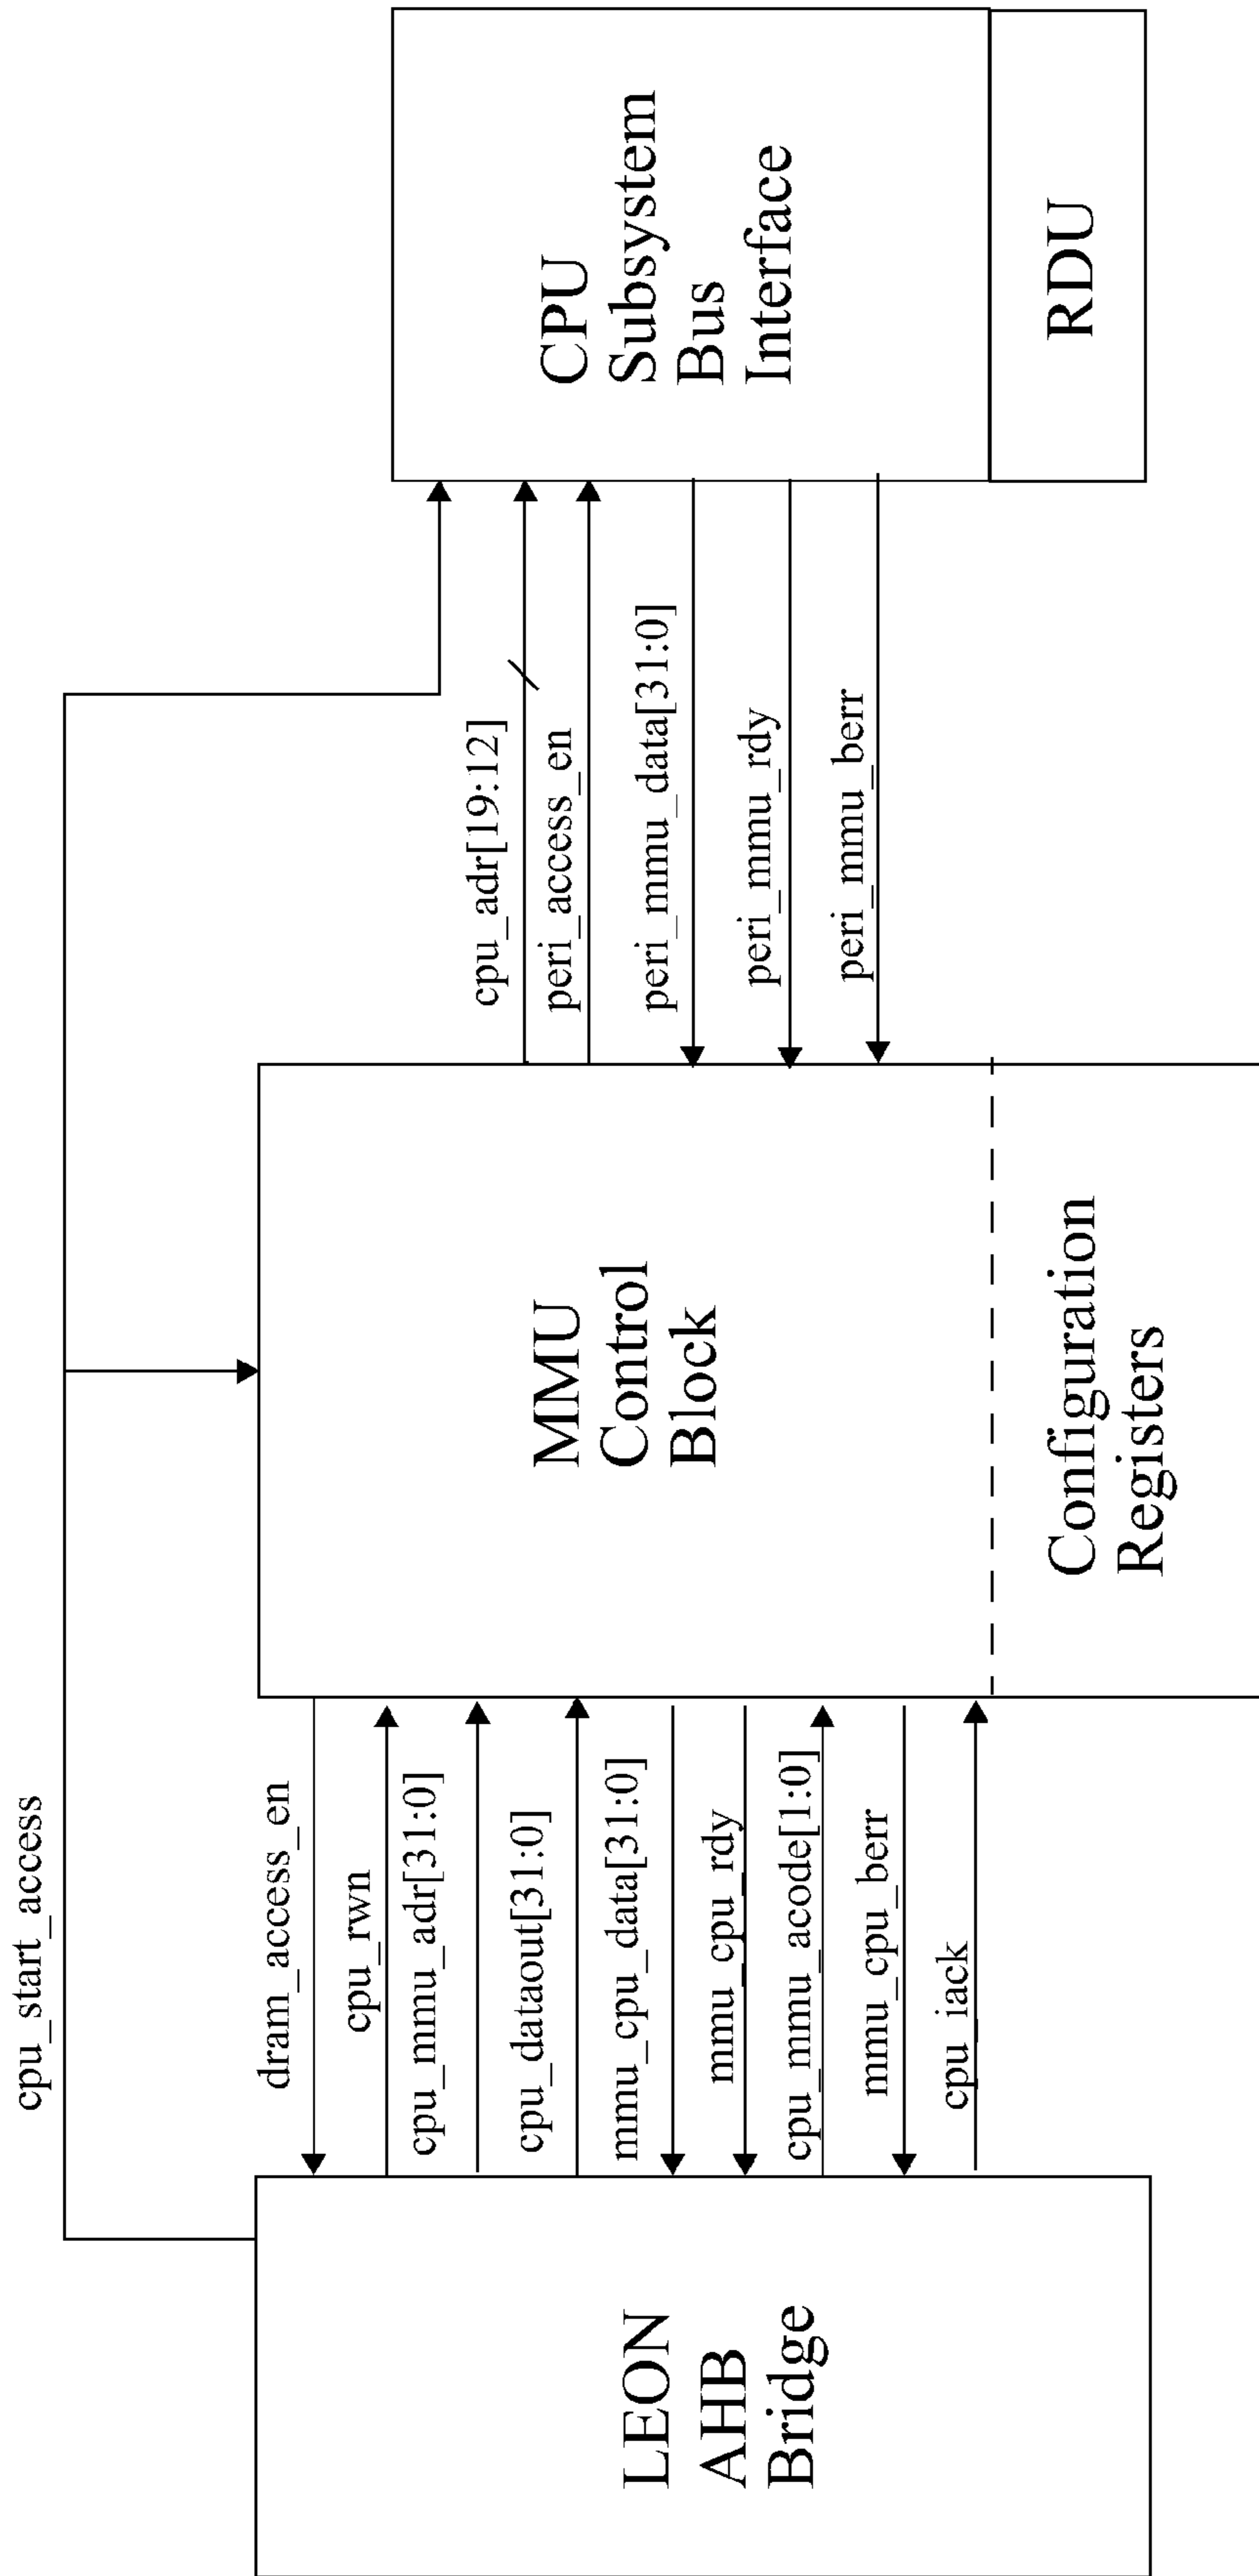 cpu_start_access
LEON
AHB
Bridge
dram_access_en
cpu_rwn
cpu_mmu_adr[31:0]
cpu_dataout[31:0]
mmu_cpu_data[31:0]
mmu_cpu_rdy
cpu_mmu_acode[1:0]
mmu_cpu_berr
cpu_iack
MMU
Control
Block
Configuration
Registers
cpu_adr[19:12]
peri_access_en
peri_mmu_data[31:0]
peri_mmu_rdy
peri_mmu_berr
CPU
Subsystem
Bus
Interface
RDU